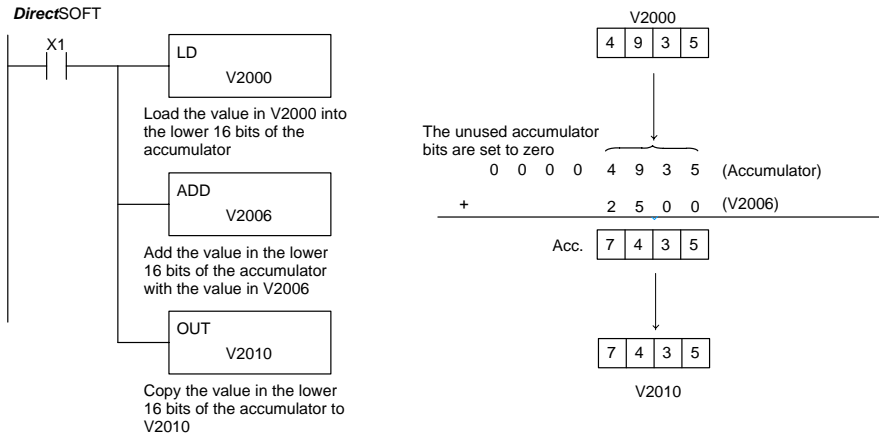 DirectSOFT
X1
LD
V2000
Load the value in V2000 into
the lower 16 bits of the
accumulator
ADD
V2006
Add the value in the lower
16 bits of the accumulator
with the value in V2006
OUT
V2010
Copy the value in the lower
16 bits of the accumulator to
V2010
V2000
4 9 3 5
The unused accumulator
bits are set to zero
0 0 0 0 4 9 3 5 (Accumulator)
+ 2 5 0 0 (V2006)
Acc. 7 4 3 5
7 4 3 5
V2010